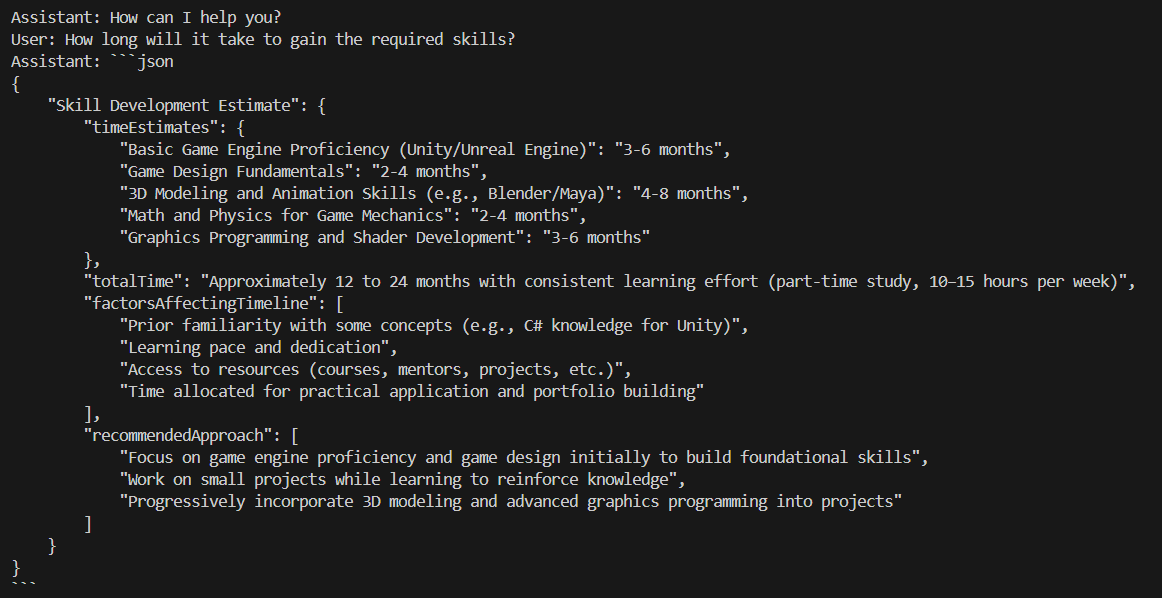 Assistant: How can I help you?
User: How long will it take to gain the required skills?
Assistant: ```json
{
    "Skill Development Estimate": {
        "timeEstimates": {
            "Basic Game Engine Proficiency (Unity/Unreal Engine)": "3-6 months",
            "Game Design Fundamentals": "2-4 months",
            "3D Modeling and Animation Skills (e.g., Blender/Maya)": "4-8 months",
            "Math and Physics for Game Mechanics": "2-4 months",
            "Graphics Programming and Shader Development": "3-6 months"
        },
        "totalTime": "Approximately 12 to 24 months with consistent learning effort (part-time study, 10–15 hours per week)",
        "factorsAffectingTimeline": [
            "Prior familiarity with some concepts (e.g., C# knowledge for Unity)",
            "Learning pace and dedication",
            "Access to resources (courses, mentors, projects, etc.)",
            "Time allocated for practical application and portfolio building"
        ],
        "recommendedApproach": [
            "Focus on game engine proficiency and game design initially to build foundational skills",
            "Work on small projects while learning to reinforce knowledge",
            "Progressively incorporate 3D modeling and advanced graphics programming into projects"
        ]
    }
}
```